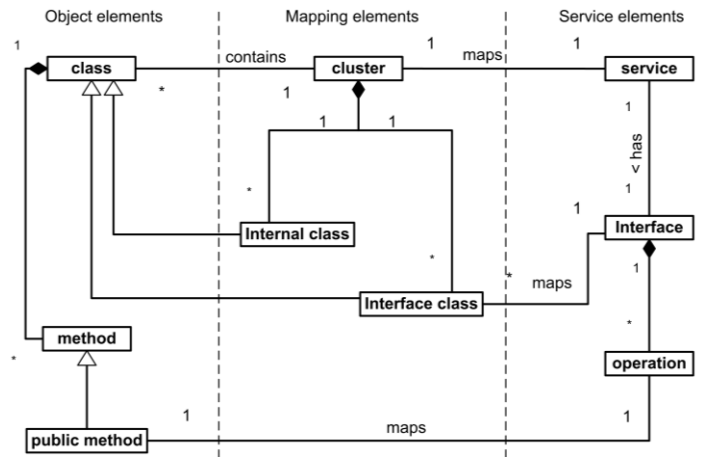 Object elements
Mapping elements
Service elements
1
1
1
contains
maps
class
cluster
service
*
1
1
1
1
< has
*
1
1
Internal class
Interface
*
1
*
maps
Interface class
*
method
*
operation
1
1
maps
public method